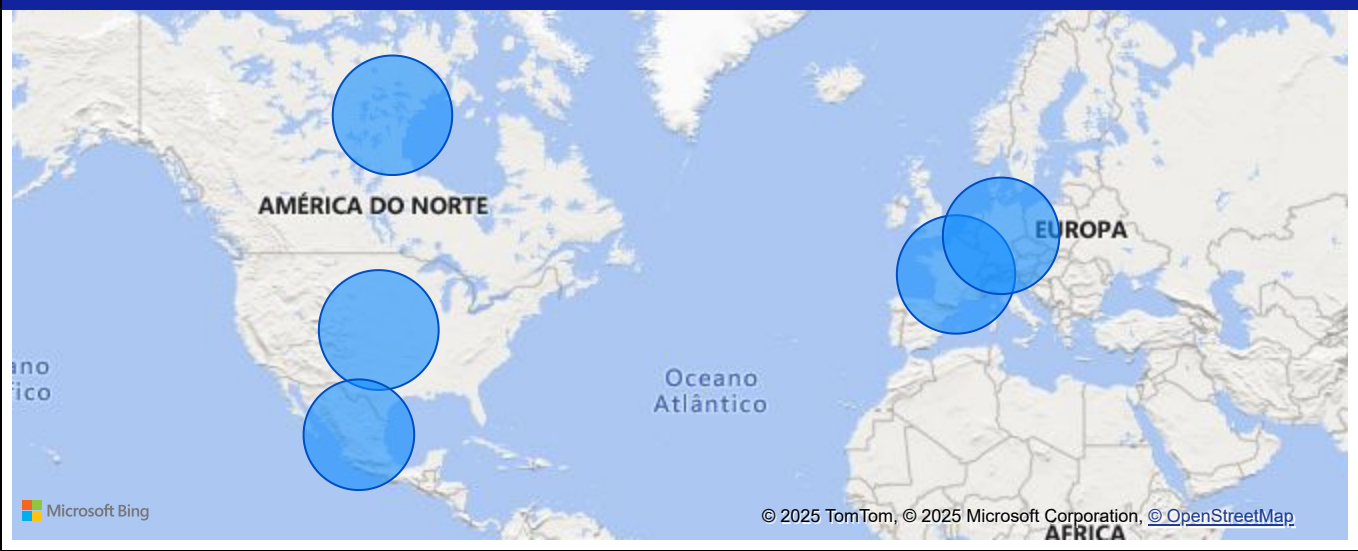 AMÉRICA DO NORTE
EUROPA
ano
ico
Oceano
Atlântico
Microsoft Bing
© 2025 TomTom, © 2025 Microsoft Corporation, © OpenStreetMap
ÁFRICA